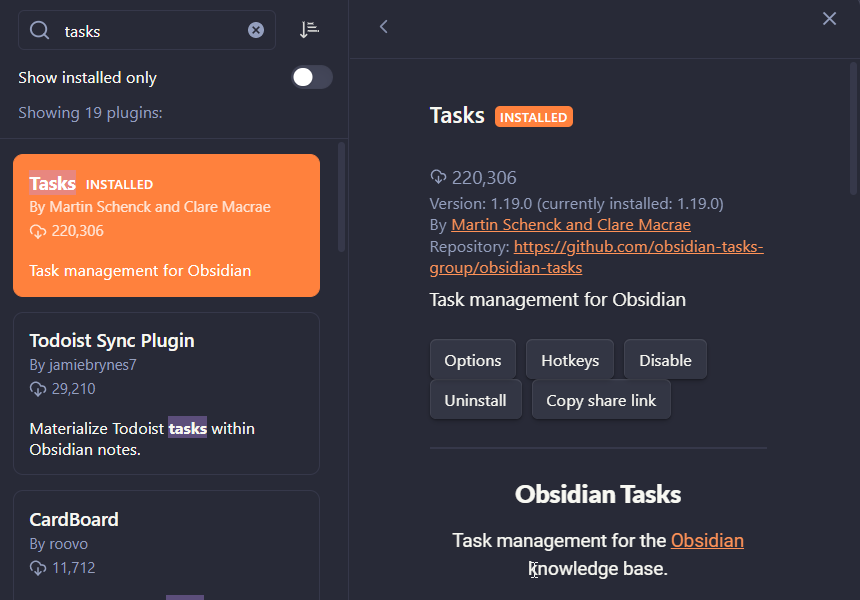 tasks
Show installed only
Showing 19 plugins:
Tasks INSTALLED
By Martin Schenck and Clare Macrae
220,306
Task management for Obsidian
Todoist Sync Plugin
By jamiebrynes7
29,210
Materialize Todoist tasks within
Obsidian notes.
CardBoard
By roovo
11,712
Tasks INSTALLED
220,306
Version: 1.19.0 (currently installed: 1.19.0)
By Martin Schenck and Clare Macrae
Repository: https://github.com/obsidian-tasks-
group/obsidian-tasks
Task management for Obsidian
Options Hotkeys Disable
Uninstall Copy share link
Obsidian Tasks
Task management for the Obsidian
knowledge base.